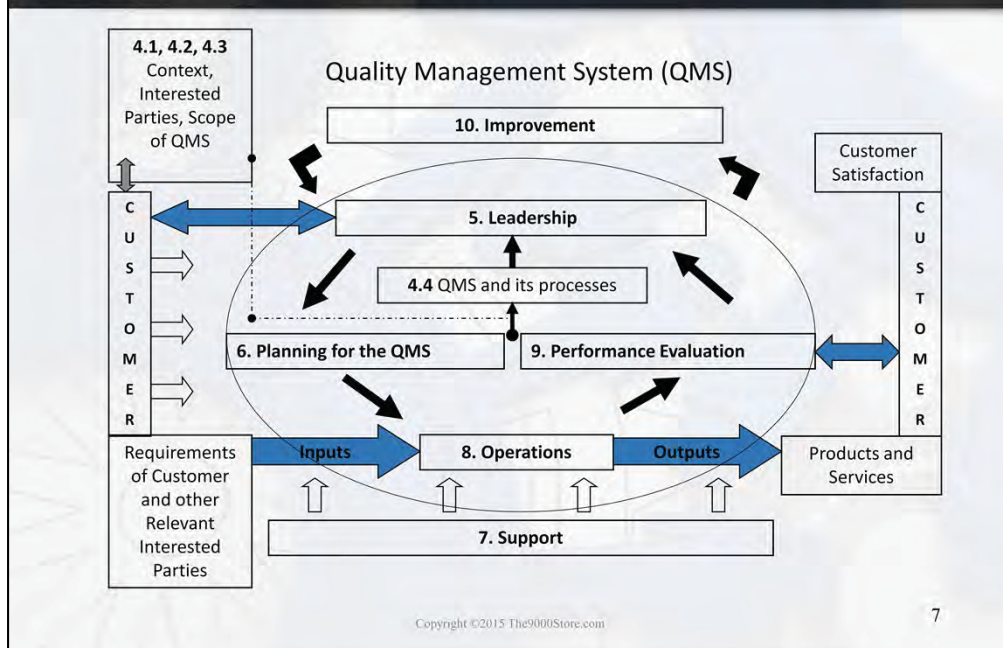 Quality Management System (QMS)
4.1, 4.2, 4.3
Context,
Interested
Parties, Scope
of QMS
10. Improvement
Customer
Satisfaction
C
U
S
T
O
M
E
R
5. Leadership
4.4 QMS and its processes
6. Planning for the QMS
9. Performance Evaluation
C
U
S
T
O
M
E
R
Requirements
of Customer
and other
Relevant
Interested
Parties
Inputs
8. Operations
Outputs
Products and
Services
7. Support
Copyright ©2015 The9000Store.com
7